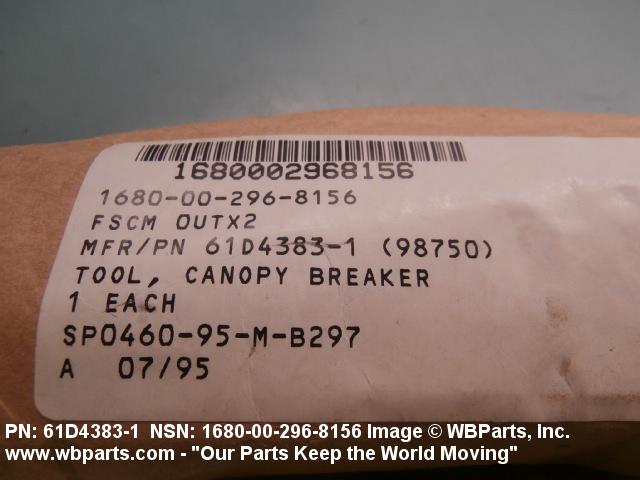 1680002968156
1680-00-296-8156
FSCM OUTX2
MFR/PN 61D4383-1 (98750)
TOOL, CANOPY BREAKER
1 EACH
SPO460-95-M-B297
A 07/95
PN: 61D4383-1 NSN: 1680-00-296-8156 Image © WBParts, Inc.
www.wbparts.com - "Our Parts Keep the World Moving"